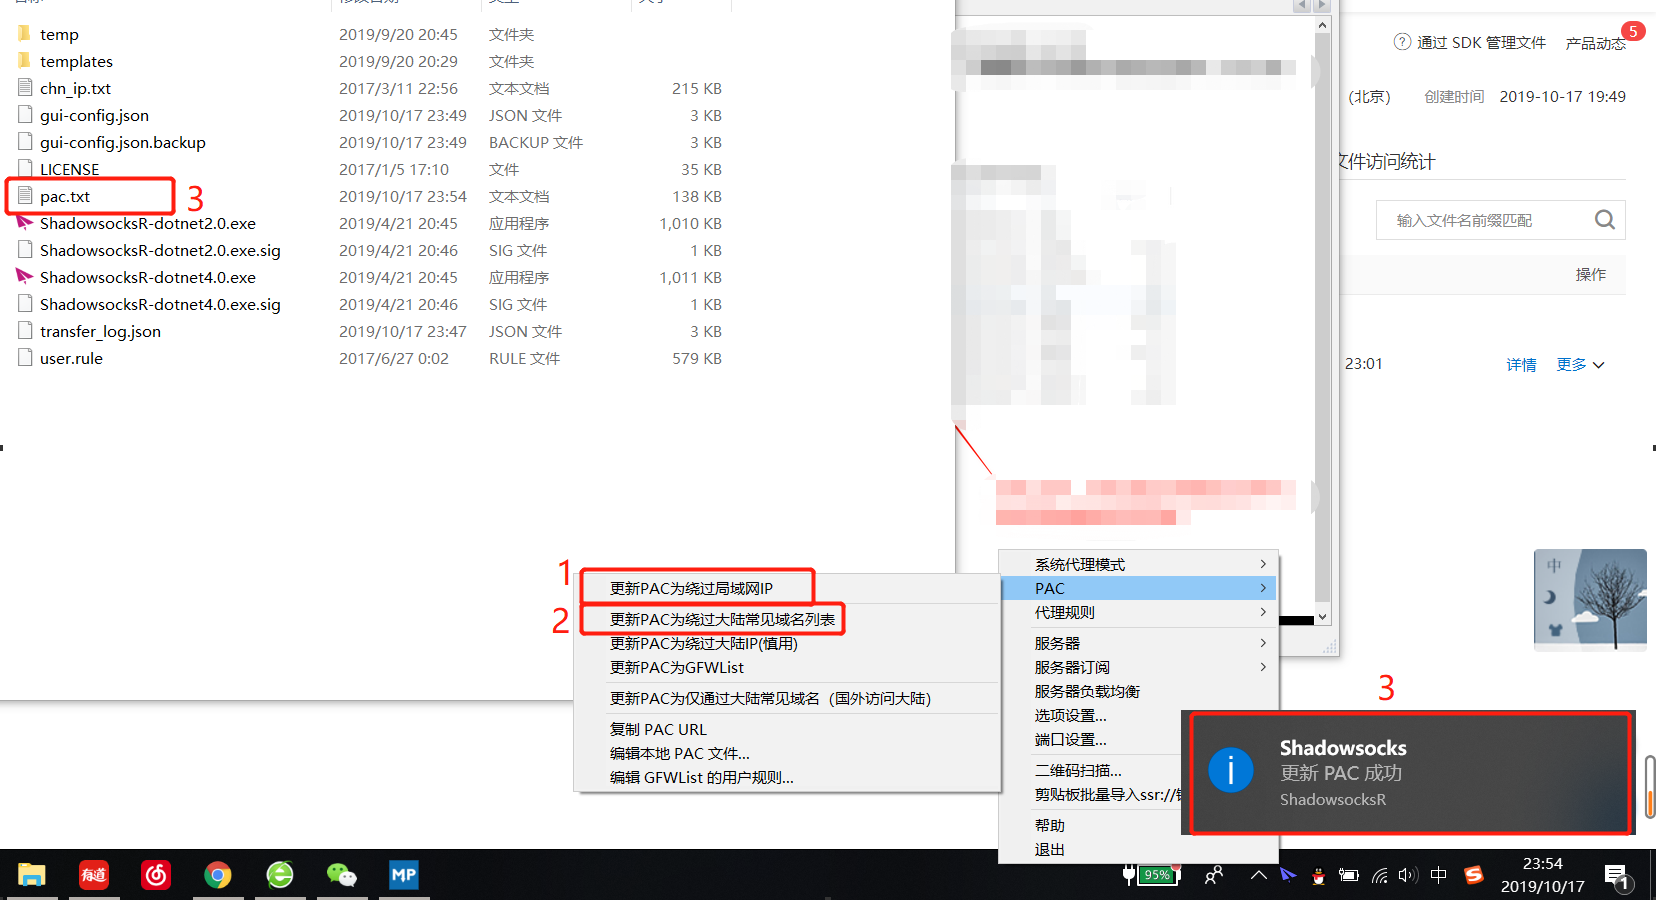 temp 2019/9/20 20:45 文件夹
templates 2019/9/20 20:29 文件夹
chn_ip.txt 2017/3/11 22:56 文本文档 215 KB
gui-config.json 2019/10/17 23:49 JSON 文件 3 KB
gui-config.json.backup 2019/10/17 23:49 BACKUP 文件 3 KB
LICENSE 2017/1/5 17:10 文件 35 KB
pac.txt 2019/10/17 23:54 文本文档 138 KB
3
ShadowsocksR-dotnet2.0.exe 2019/4/21 20:45 应用程序 1,010 KB
ShadowsocksR-dotnet2.0.exe.sig 2019/4/21 20:46 SIG 文件 1 KB
ShadowsocksR-dotnet4.0.exe 2019/4/21 20:45 应用程序 1,011 KB
ShadowsocksR-dotnet4.0.exe.sig 2019/4/21 20:46 SIG 文件 1 KB
transfer_log.json 2019/10/17 23:47 JSON 文件 3 KB
user.rule 2017/6/27 0:02 RULE 文件 579 KB
通过 SDK 管理文件 产品动态 5
(北京) 创建时间 2019-10-17 19:49
文件访问统计
输入文件名前缀匹配
操作
23:01 详情 更多
中
1
更新PAC为绕过局域网IP
2
更新PAC为绕过大陆常见域名列表
更新PAC为绕过大陆IP(慎用)
更新PAC为GFWList
更新PAC为仅通过大陆常见域名（国外访问大陆）
复制 PAC URL
编辑本地 PAC 文件...
编辑 GFWList 的用户规则...
系统代理模式
PAC
代理规则
服务器
服务器订阅
服务器负载均衡
选项设置...
端口设置...
二维码扫描...
剪贴板批量导入ssr://
帮助
退出
3
Shadowsocks
更新 PAC 成功
ShadowsocksR
有道
MP
95%
中
S
23:54
2019/10/17
1